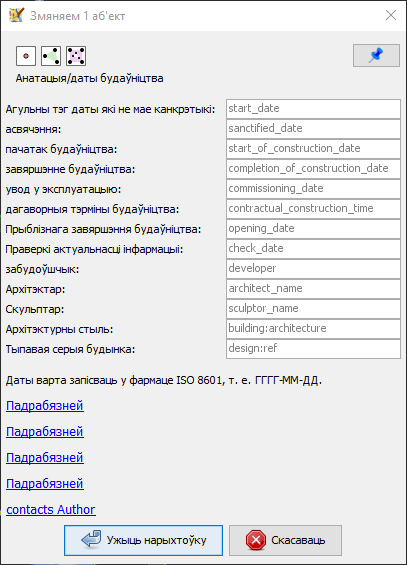 Змяняем 1 аб'ект
Анатацыя/даты будаўніцтва
Агульны тэг даты які не мае канкрэтыкі: start_date
асвячэння: sanctified_date
пачатак будаўніцтва: start_of_construction_date
завяршэнне будаўніцтва: completion_of_construction_date
увод у эксплуатацыю: commissioning_date
дагаворныя тэрміны будаўніцтва: contractual_construction_time
Прыблізнага завяршэння будаўніцтва: opening_date
Праверкі актуальнасці інфармацыі: check_date
забудоўшчык: developer
Архітэктар: architect_name
Скульптар: sculptor_name
Архітэктурны стыль: building:architecture
Тыпавая серыя будынка: design:ref
Даты варта запісваць у фармаце ISO 8601, т. е. ГГГГ-ММ-ДД.
Падрабязней
Падрабязней
Падрабязней
Падрабязней
contacts Author
Ужыць нарыхтоўку
Скасаваць